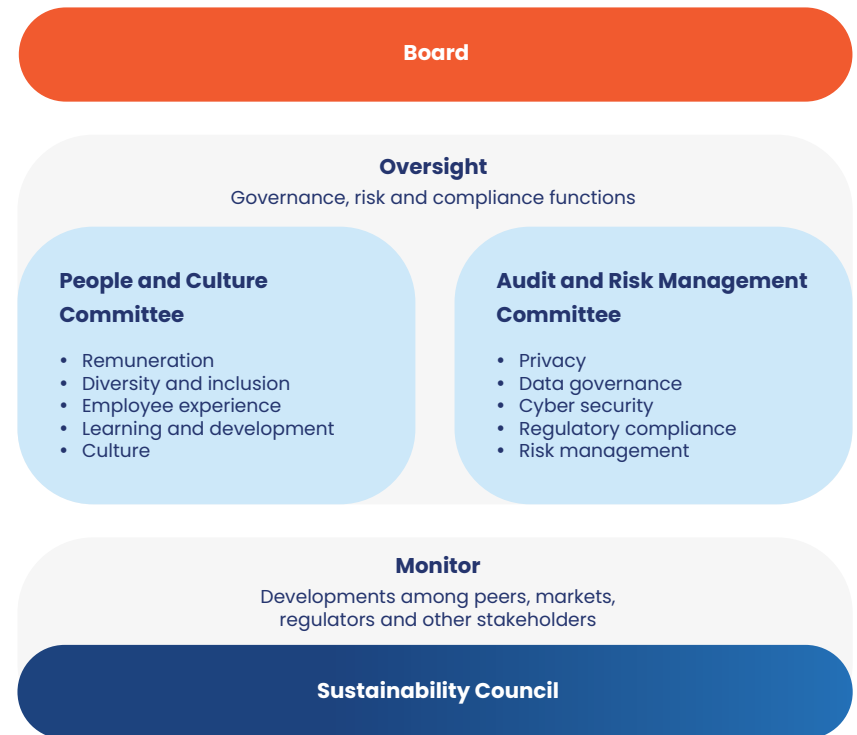 Board
Oversight
Governance, risk and compliance functions
People and Culture
Committee
• Remuneration
• Diversity and inclusion
• Employee experience
• Learning and development
• Culture
Audit and Risk Management
Committee
• Privacy
• Data governance
• Cyber security
• Regulatory compliance
• Risk management
Monitor
Developments among peers, markets,
regulators and other stakeholders
Sustainability Council